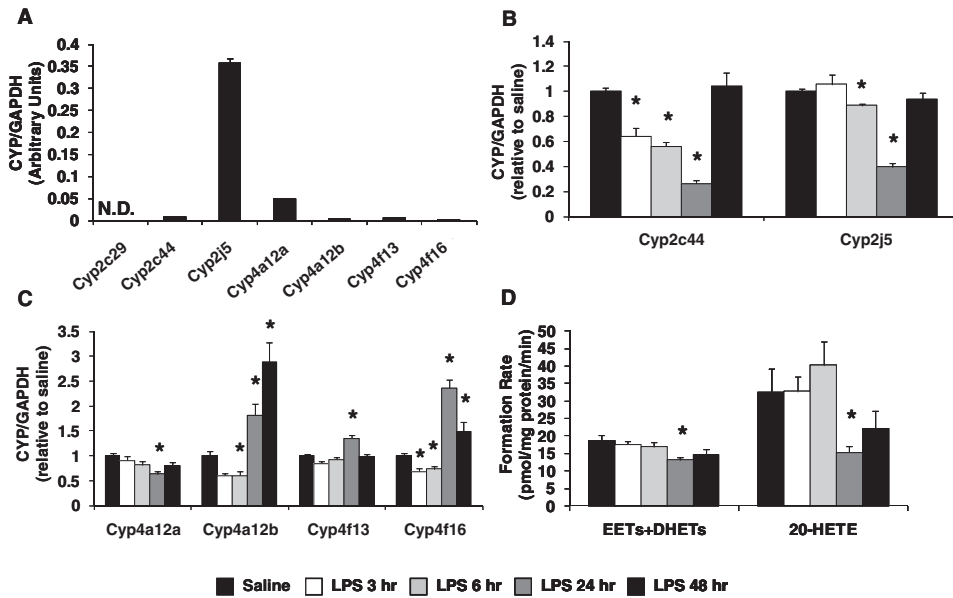 A
CYP/GAPDH
(Arbitrary Units)
0.4
0.35
0.3
0.25
0.2
0.15
0.1
0.05
0
N.D.
Cyp2c29
Cyp2c44
Cyp2j5
Cyp4a12a
Cyp4a12b
Cyp4f13
Cyp4f16
B
CYP/GAPDH
(relative to saline)
1.4
1.2
1
0.8
0.6
0.4
0.2
0
*
*
*
*
*
Cyp2c44
Cyp2j5
C
CYP/GAPDH
(relative to saline)
3.5
3
2.5
2
1.5
1
0.5
0
*
*
*
*
*
*
*
*
*
Cyp4a12a
Cyp4a12b
Cyp4f13
Cyp4f16
D
Formation Rate
(pmol/mg protein/min)
50
45
40
35
30
25
20
15
10
5
0
*
*
EETs+DHETs
20-HETE
Saline
LPS 3 hr
LPS 6 hr
LPS 24 hr
LPS 48 hr